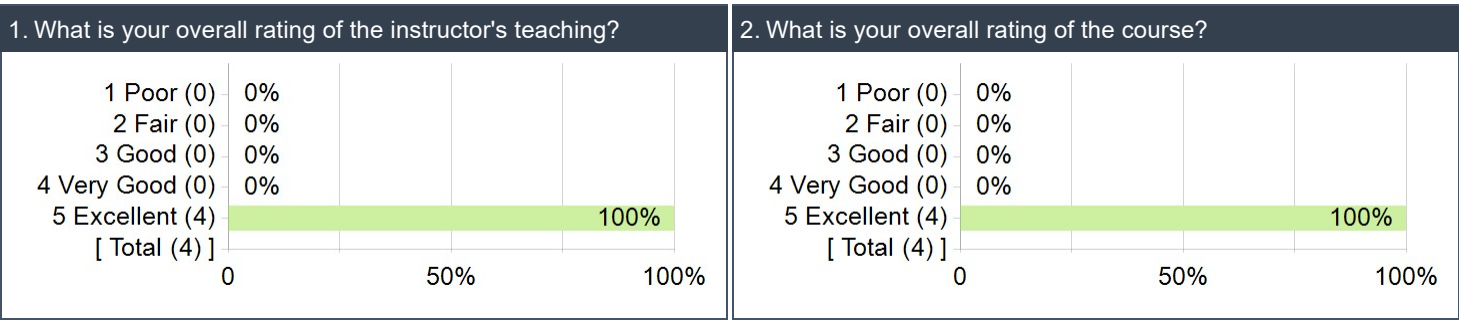 1. What is your overall rating of the instructor's teaching?
1 Poor (0) 0%
2 Fair (0) 0%
3 Good (0) 0%
4 Very Good (0) 0%
5 Excellent (4) 100%
[ Total (4) ]
0 50% 100%
2. What is your overall rating of the course?
1 Poor (0) 0%
2 Fair (0) 0%
3 Good (0) 0%
4 Very Good (0) 0%
5 Excellent (4) 100%
[ Total (4) ]
0 50% 100%